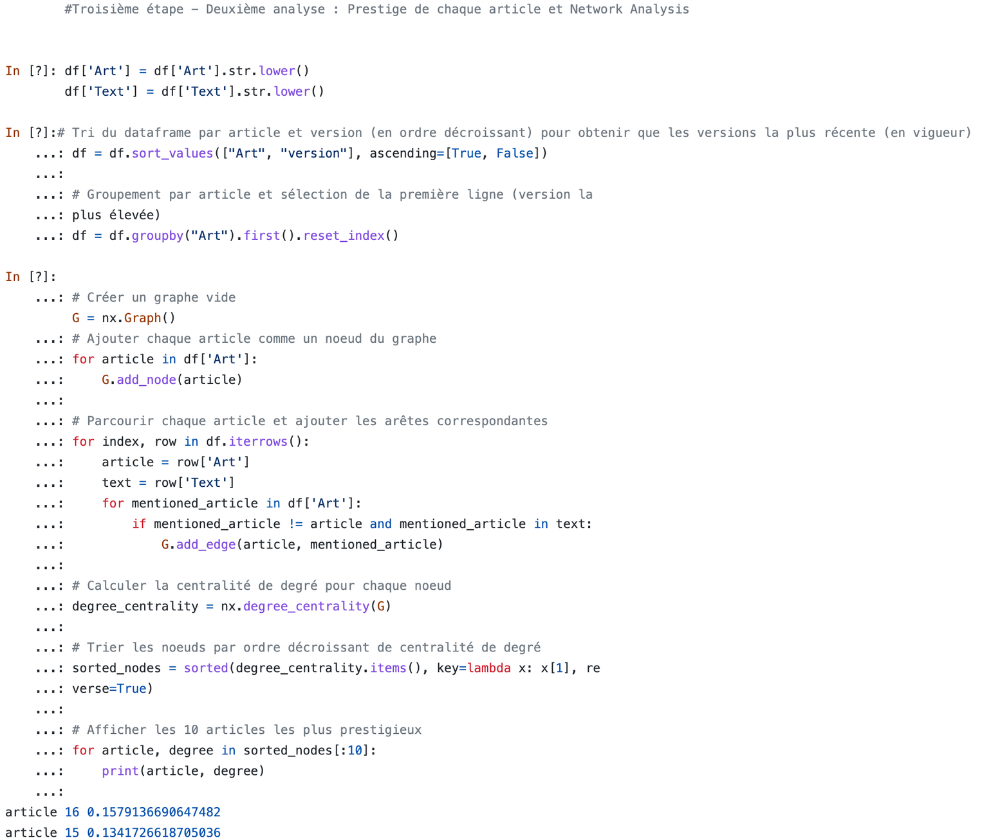 #Troisième étape – Deuxième analyse : Prestige de chaque article et Network Analysis
In [?]: df['Art'] = df['Art'].str.lower()
df['Text'] = df['Text'].str.lower()
In [?]:# Tri du dataframe par article et version (en ordre décroissant) pour obtenir que les versions la plus récente (en vigueur)
...: df = df.sort_values(["Art", "version"], ascending=[True, False])
...:
...: # Groupement par article et sélection de la première ligne (version la
...: plus élevée)
...: df = df.groupby("Art").first().reset_index()
In [?]:
...: # Créer un graphe vide
G = nx.Graph()
...: # Ajouter chaque article comme un noeud du graphe
...: for article in df['Art']:
...:     G.add_node(article)
...:
...: # Parcourir chaque article et ajouter les arêtes correspondantes
...: for index, row in df.iterrows():
...:     article = row['Art']
...:     text = row['Text']
...:     for mentioned_article in df['Art']:
...:         if mentioned_article != article and mentioned_article in text:
...:             G.add_edge(article, mentioned_article)
...:
...: # Calculer la centralité de degré pour chaque noeud
...: degree_centrality = nx.degree_centrality(G)
...:
...: # Trier les noeuds par ordre décroissant de centralité de degré
...: sorted_nodes = sorted(degree_centrality.items(), key=lambda x: x[1], re
...: verse=True)
...:
...: # Afficher les 10 articles les plus prestigieux
...: for article, degree in sorted_nodes[:10]:
...:     print(article, degree)
...:
article 16 0.1579136690647482
article 15 0.1341726618705036